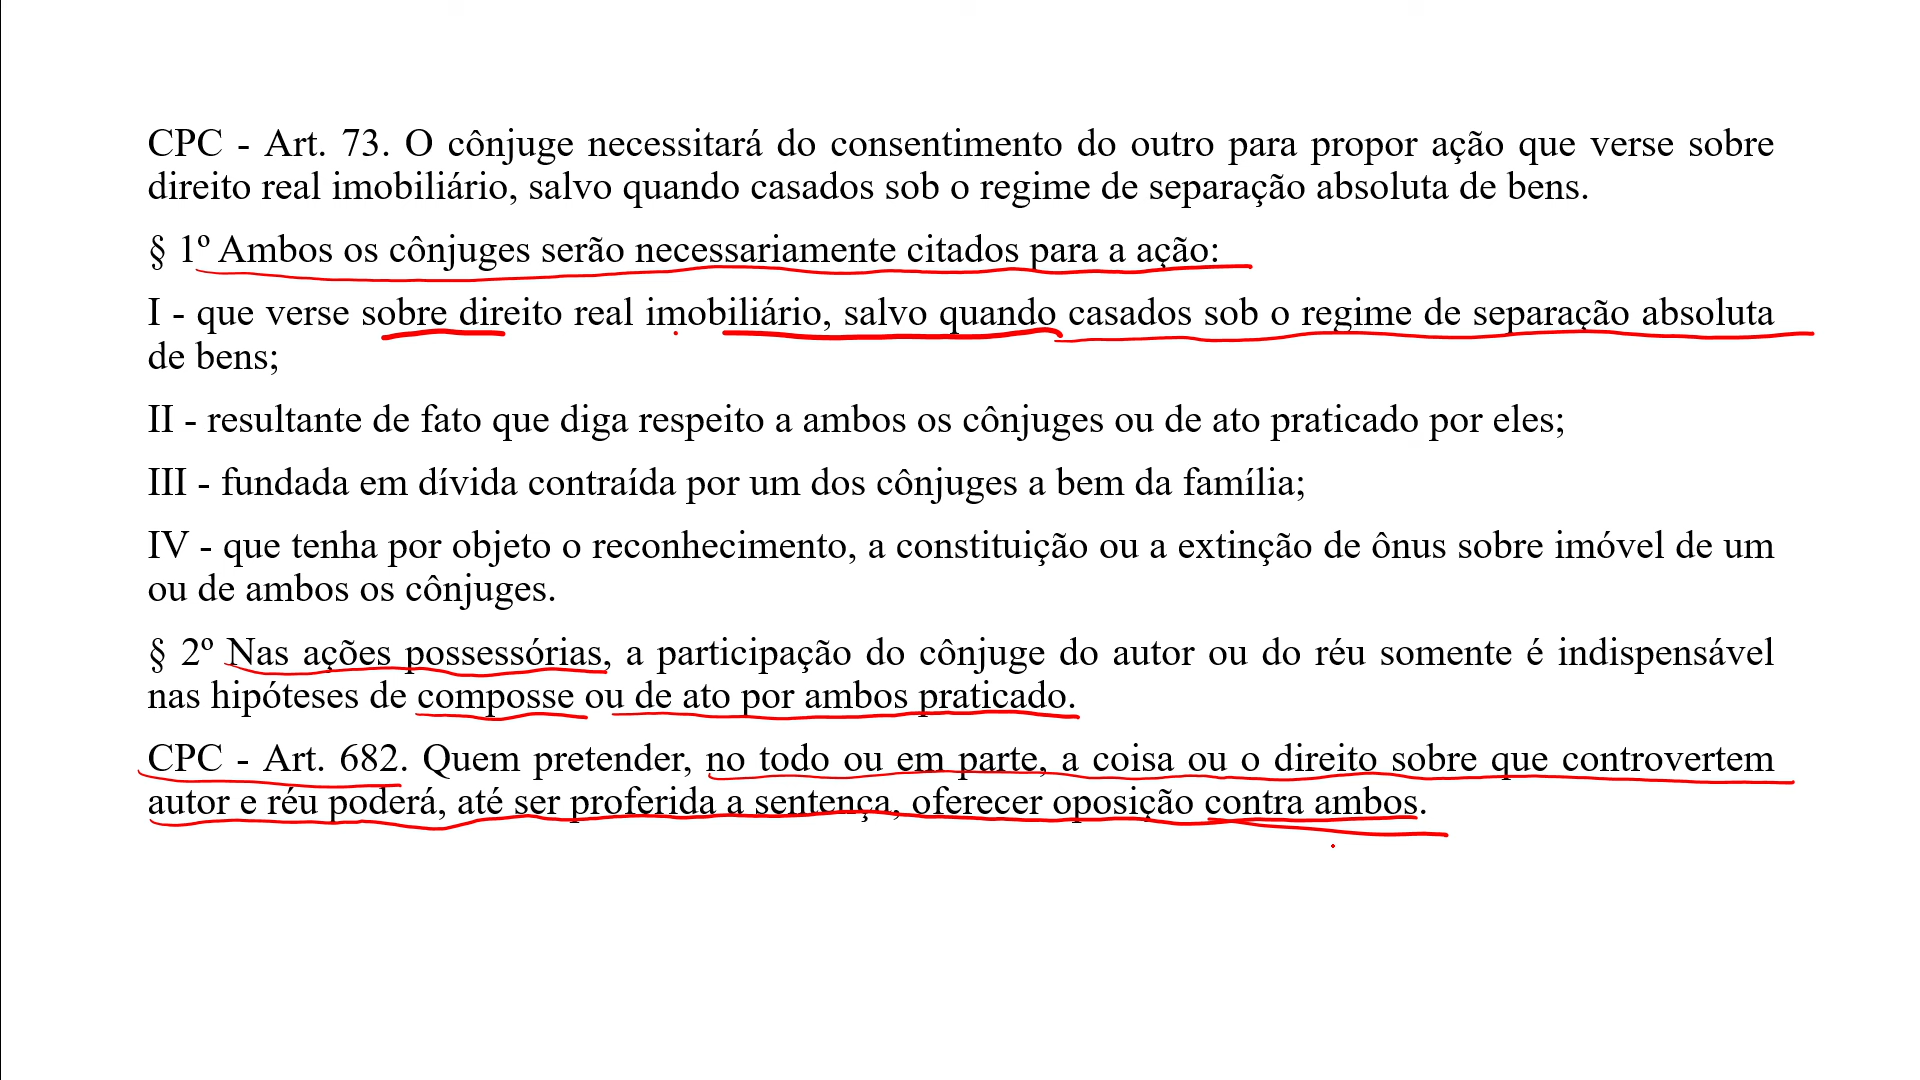 CPC - Art. 73. O cônjuge necessitará do consentimento do outro para propor ação que verse sobre
direito real imobiliário, salvo quando casados sob o regime de separação absoluta de bens.
§ 1º Ambos os cônjuges serão necessariamente citados para a ação:
I - que verse sobre direito real imobiliário, salvo quando casados sob o regime de separação absoluta
de bens;
II - resultante de fato que diga respeito a ambos os cônjuges ou de ato praticado por eles;
III - fundada em dívida contraída por um dos cônjuges a bem da família;
IV - que tenha por objeto o reconhecimento, a constituição ou a extinção de ônus sobre imóvel de um
ou de ambos os cônjuges.
§ 2º Nas ações possessórias, a participação do cônjuge do autor ou do réu somente é indispensável
nas hipóteses de composse ou de ato por ambos praticado.
CPC - Art. 682. Quem pretender, no todo ou em parte, a coisa ou o direito sobre que controvertem
autor e réu poderá, até ser proferida a sentença, oferecer oposição contra ambos.